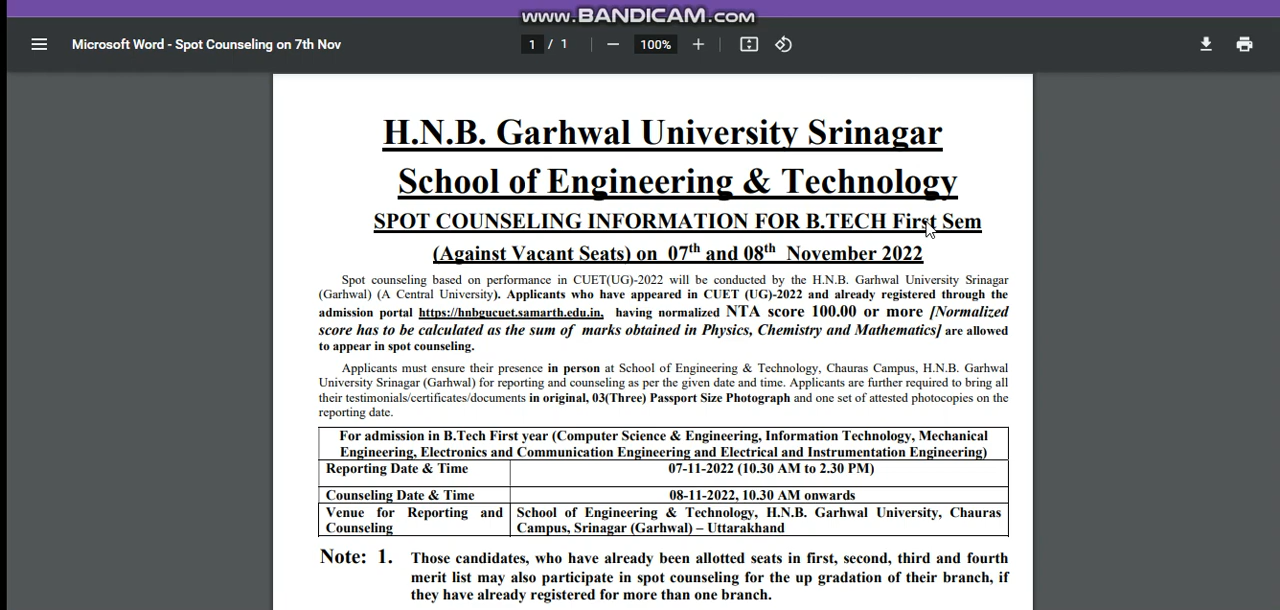 www.BANDICAM.com
Microsoft Word - Spot Counseling on 7th Nov
1 / 1
100%
H.N.B. Garhwal University Srinagar
School of Engineering & Technology
SPOT COUNSELING INFORMATION FOR B.TECH First Sem
(Against Vacant Seats) on 07th and 08th November 2022
Spot counseling based on performance in CUET(UG)-2022 will be conducted by the H.N.B. Garhwal University Srinagar
(Garhwal) (A Central University). Applicants who have appeared in CUET (UG)-2022 and already registered through the
admission portal https://hnbgucuet.samarth.edu.in, having normalized NTA score 100.00 or more [Normalized
score has to be calculated as the sum of marks obtained in Physics, Chemistry and Mathematics] are allowed
to appear in spot counseling.
Applicants must ensure their presence in person at School of Engineering & Technology, Chauras Campus, H.N.B. Garhwal
University Srinagar (Garhwal) for reporting and counseling as per the given date and time. Applicants are further required to bring all
their testimonials/certificates/documents in original, 03(Three) Passport Size Photograph and one set of attested photocopies on the
reporting date.
For admission in B.Tech First year (Computer Science & Engineering, Information Technology, Mechanical
Engineering, Electronics and Communication Engineering and Electrical and Instrumentation Engineering)
Reporting Date & Time 07-11-2022 (10.30 AM to 2.30 PM)
Counseling Date & Time 08-11-2022, 10.30 AM onwards
Venue for Reporting and School of Engineering & Technology, H.N.B. Garhwal University, Chauras
Counseling Campus, Srinagar (Garhwal) – Uttarakhand
Note: 1. Those candidates, who have already been allotted seats in first, second, third and fourth
merit list may also participate in spot counseling for the up gradation of their branch, if
they have already registered for more than one branch.